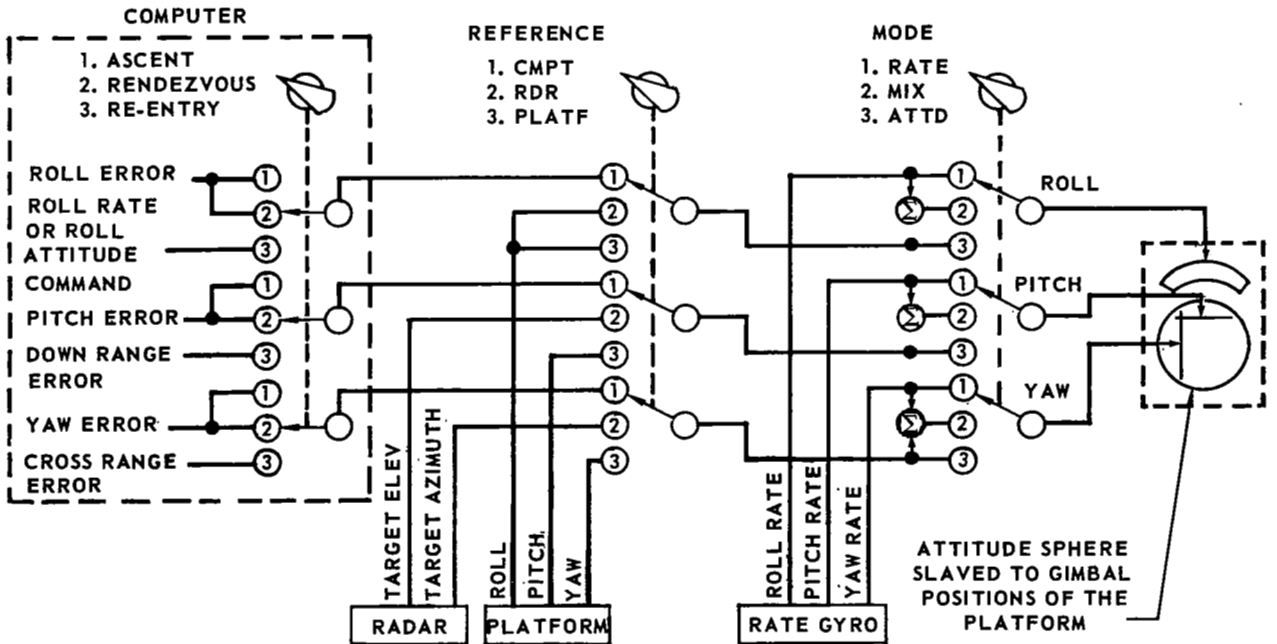 COMPUTER
1. ASCENT
2. RENDEZVOUS
3. RE-ENTRY
REFERENCE
1. CMPT
2. RDR
3. PLATF
MODE
1. RATE
2. MIX
3. ATTD
ROLL ERROR
ROLL RATE
OR ROLL
ATTITUDE
COMMAND
PITCH ERROR
DOWN RANGE
ERROR
YAW ERROR
CROSS RANGE
ERROR
1
2
3
1
2
3
1
2
3
1
2
3
1
2
3
1
2
3
1
Σ 2
3
1
Σ 2
3
1
Σ 2
3
ROLL
PITCH
YAW
TARGET ELEV
TARGET AZIMUTH
ROLL
PITCH
YAW
ROLL RATE
PITCH RATE
YAW RATE
RADAR
PLATFORM
RATE GYRO
ATTITUDE SPHERE
SLAVED TO GIMBAL
POSITIONS OF THE
PLATFORM